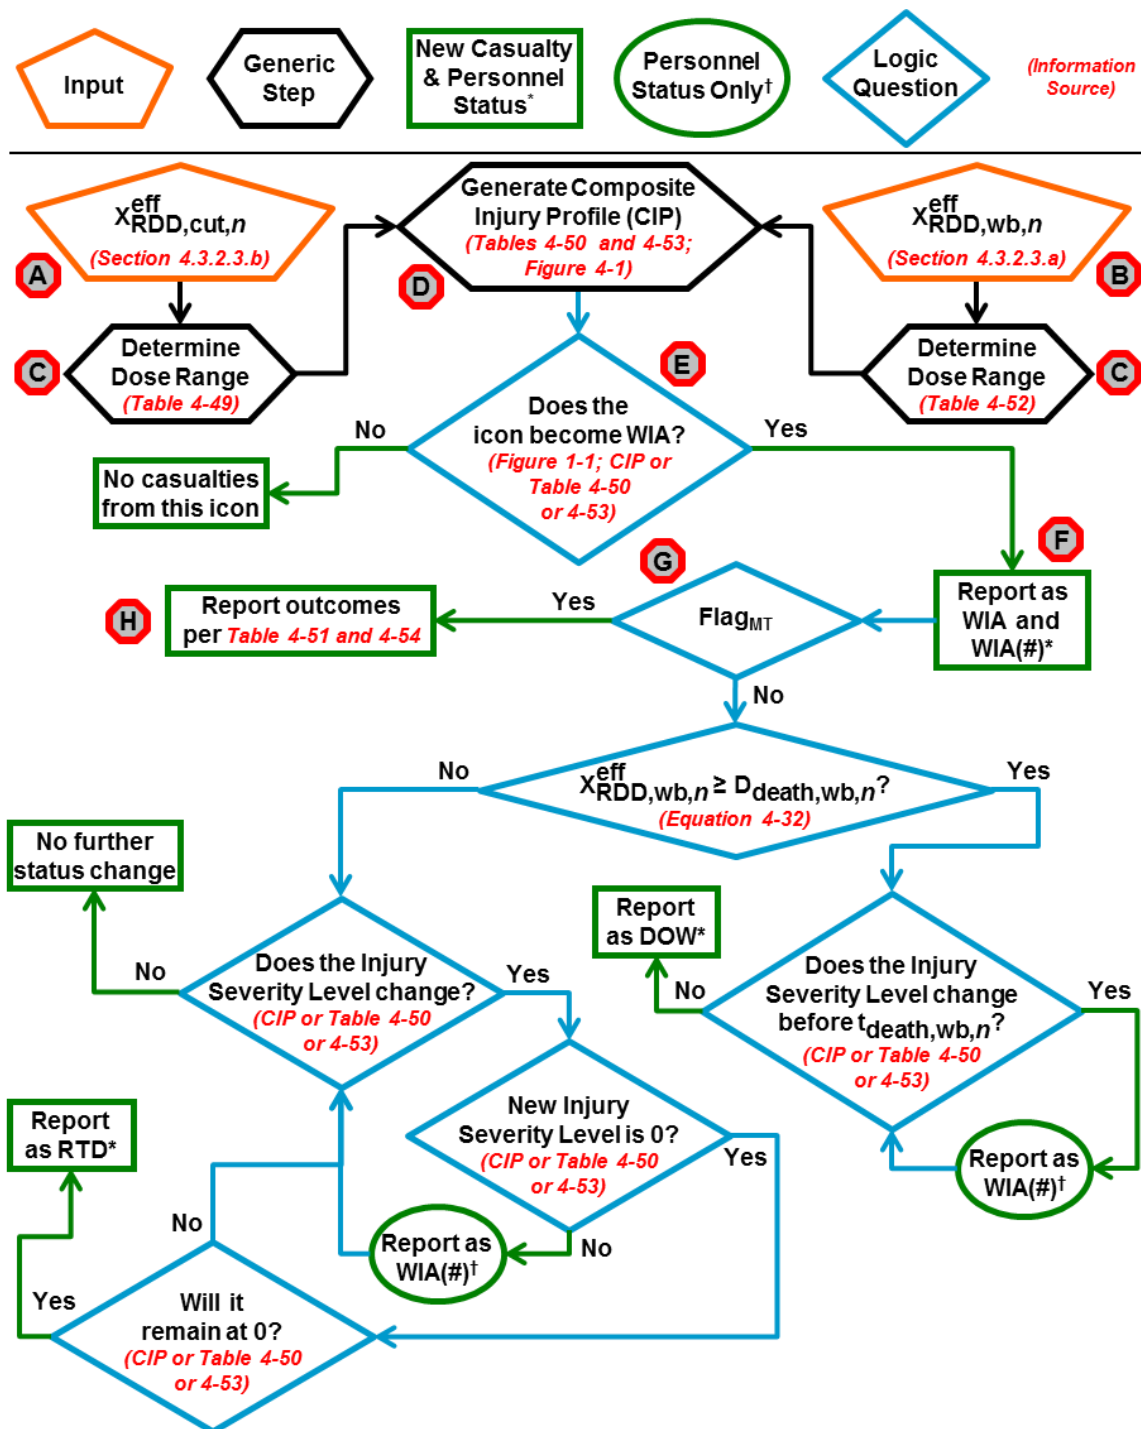 Input
Generic
Step
New Casualty
& Personnel
Status*
Personnel
Status Only†
Logic
Question
(Information
Source)
X eff RDD,cut,n
(Section 4.3.2.3.b)
A
Generate Composite
Injury Profile (CIP)
(Tables 4-50 and 4-53;
Figure 4-1)
D
X eff RDD,wb,n
(Section 4.3.2.3.a)
B
C
Determine
Dose Range
(Table 4-49)
Determine
Dose Range
(Table 4-52)
C
E
Does the
icon become WIA?
(Figure 1-1; CIP or
Table 4-50
or 4-53)
No
Yes
No casualties
from this icon
F
Report as
WIA and
WIA(#)*
G
FlagMT
Yes
H
Report outcomes
per Table 4-51 and 4-54
No
X eff RDD,wb,n ≥ Ddeath,wb,n?
(Equation 4-32)
No
Yes
No further
status change
No
Does the Injury
Severity Level change?
(CIP or Table 4-50
or 4-53)
Yes
Report
as DOW*
No
Does the Injury
Severity Level change
before tdeath,wb,n?
(CIP or Table 4-50
or 4-53)
Yes
Report as
WIA(#)†
New Injury
Severity Level is 0?
(CIP or Table 4-50
or 4-53)
Yes
No
Report as
WIA(#)†
Report
as RTD*
No
Yes
Will it
remain at 0?
(CIP or Table 4-50
or 4-53)